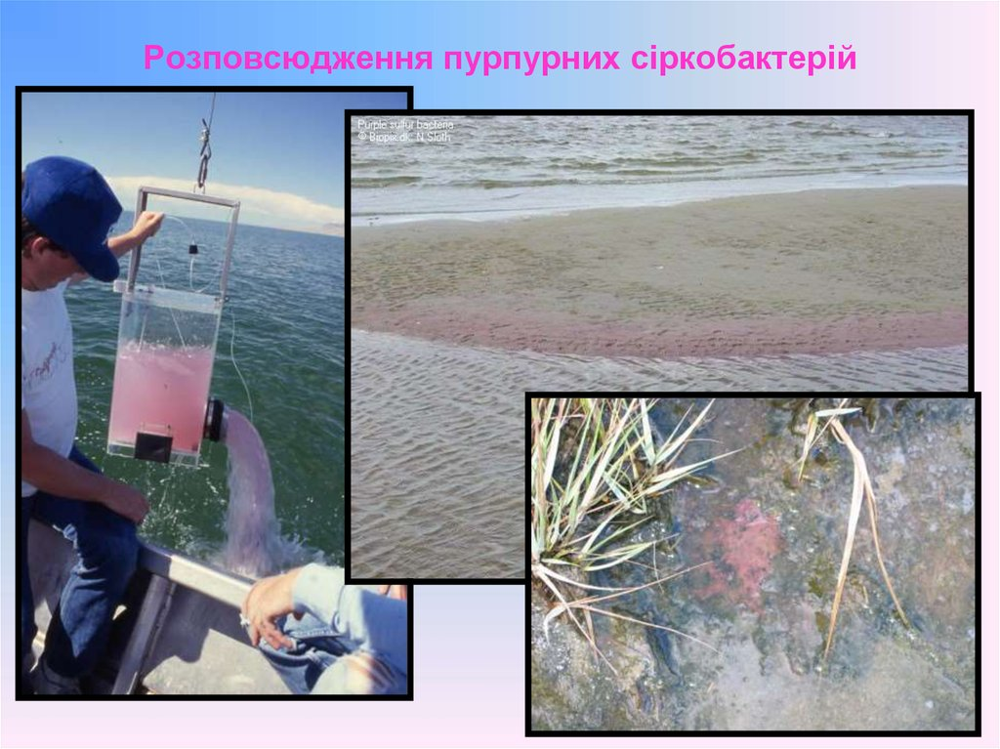 Розповсюдження пурпурних сіркобактерій
Purple sulfur bacteria
© Biopix.dk: N Sloth